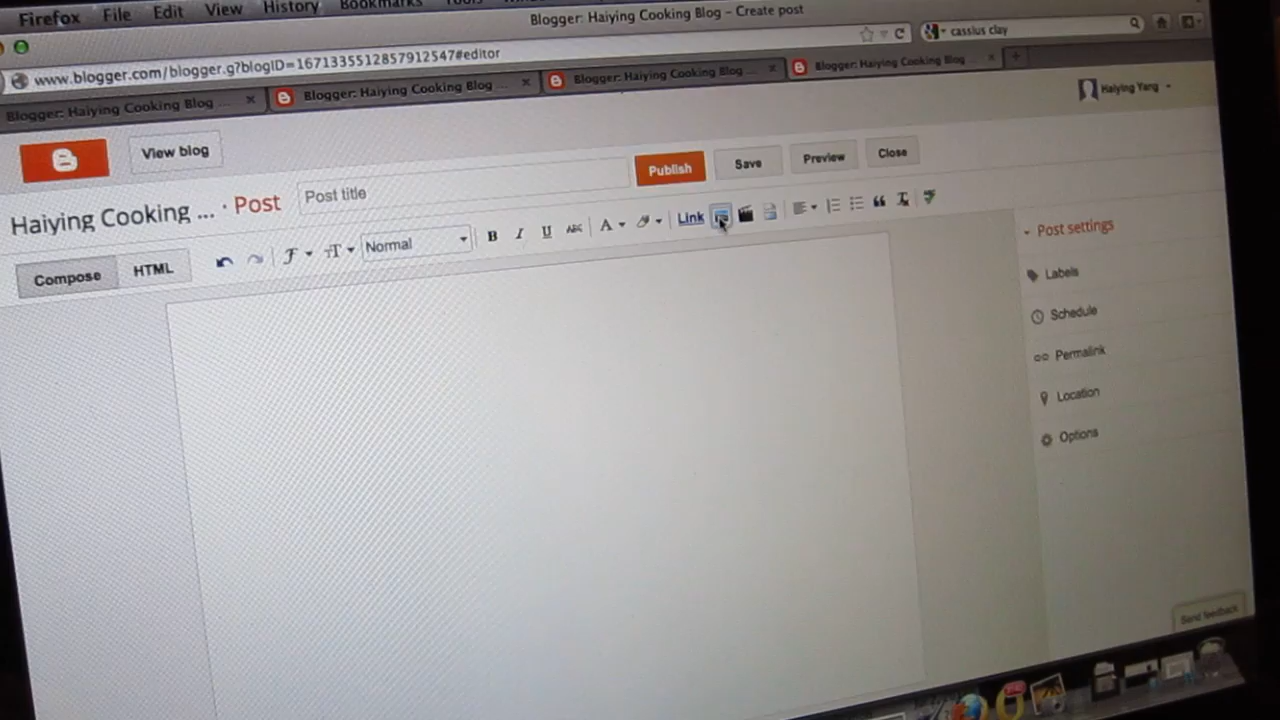 Firefox File Edit View History Bookmarks
Blogger: Haiying Cooking Blog – Create post
www.blogger.com/blogger.g?blogID=1671335512857912547#editor
cassius clay
Blogger: Haiying Cooking Blog ...
Blogger: Haiying Cooking Blog ...
Blogger: Haiying Cooking Blog ...
Blogger: Haiying Cooking Blog ...
Haiying Yang
View blog
Haiying Cooking ... · Post
Post title
Publish
Save
Preview
Close
Compose
HTML
Normal
B I U ABC A Link
Post settings
Labels
Schedule
Permalink
Location
Options
Send feedback